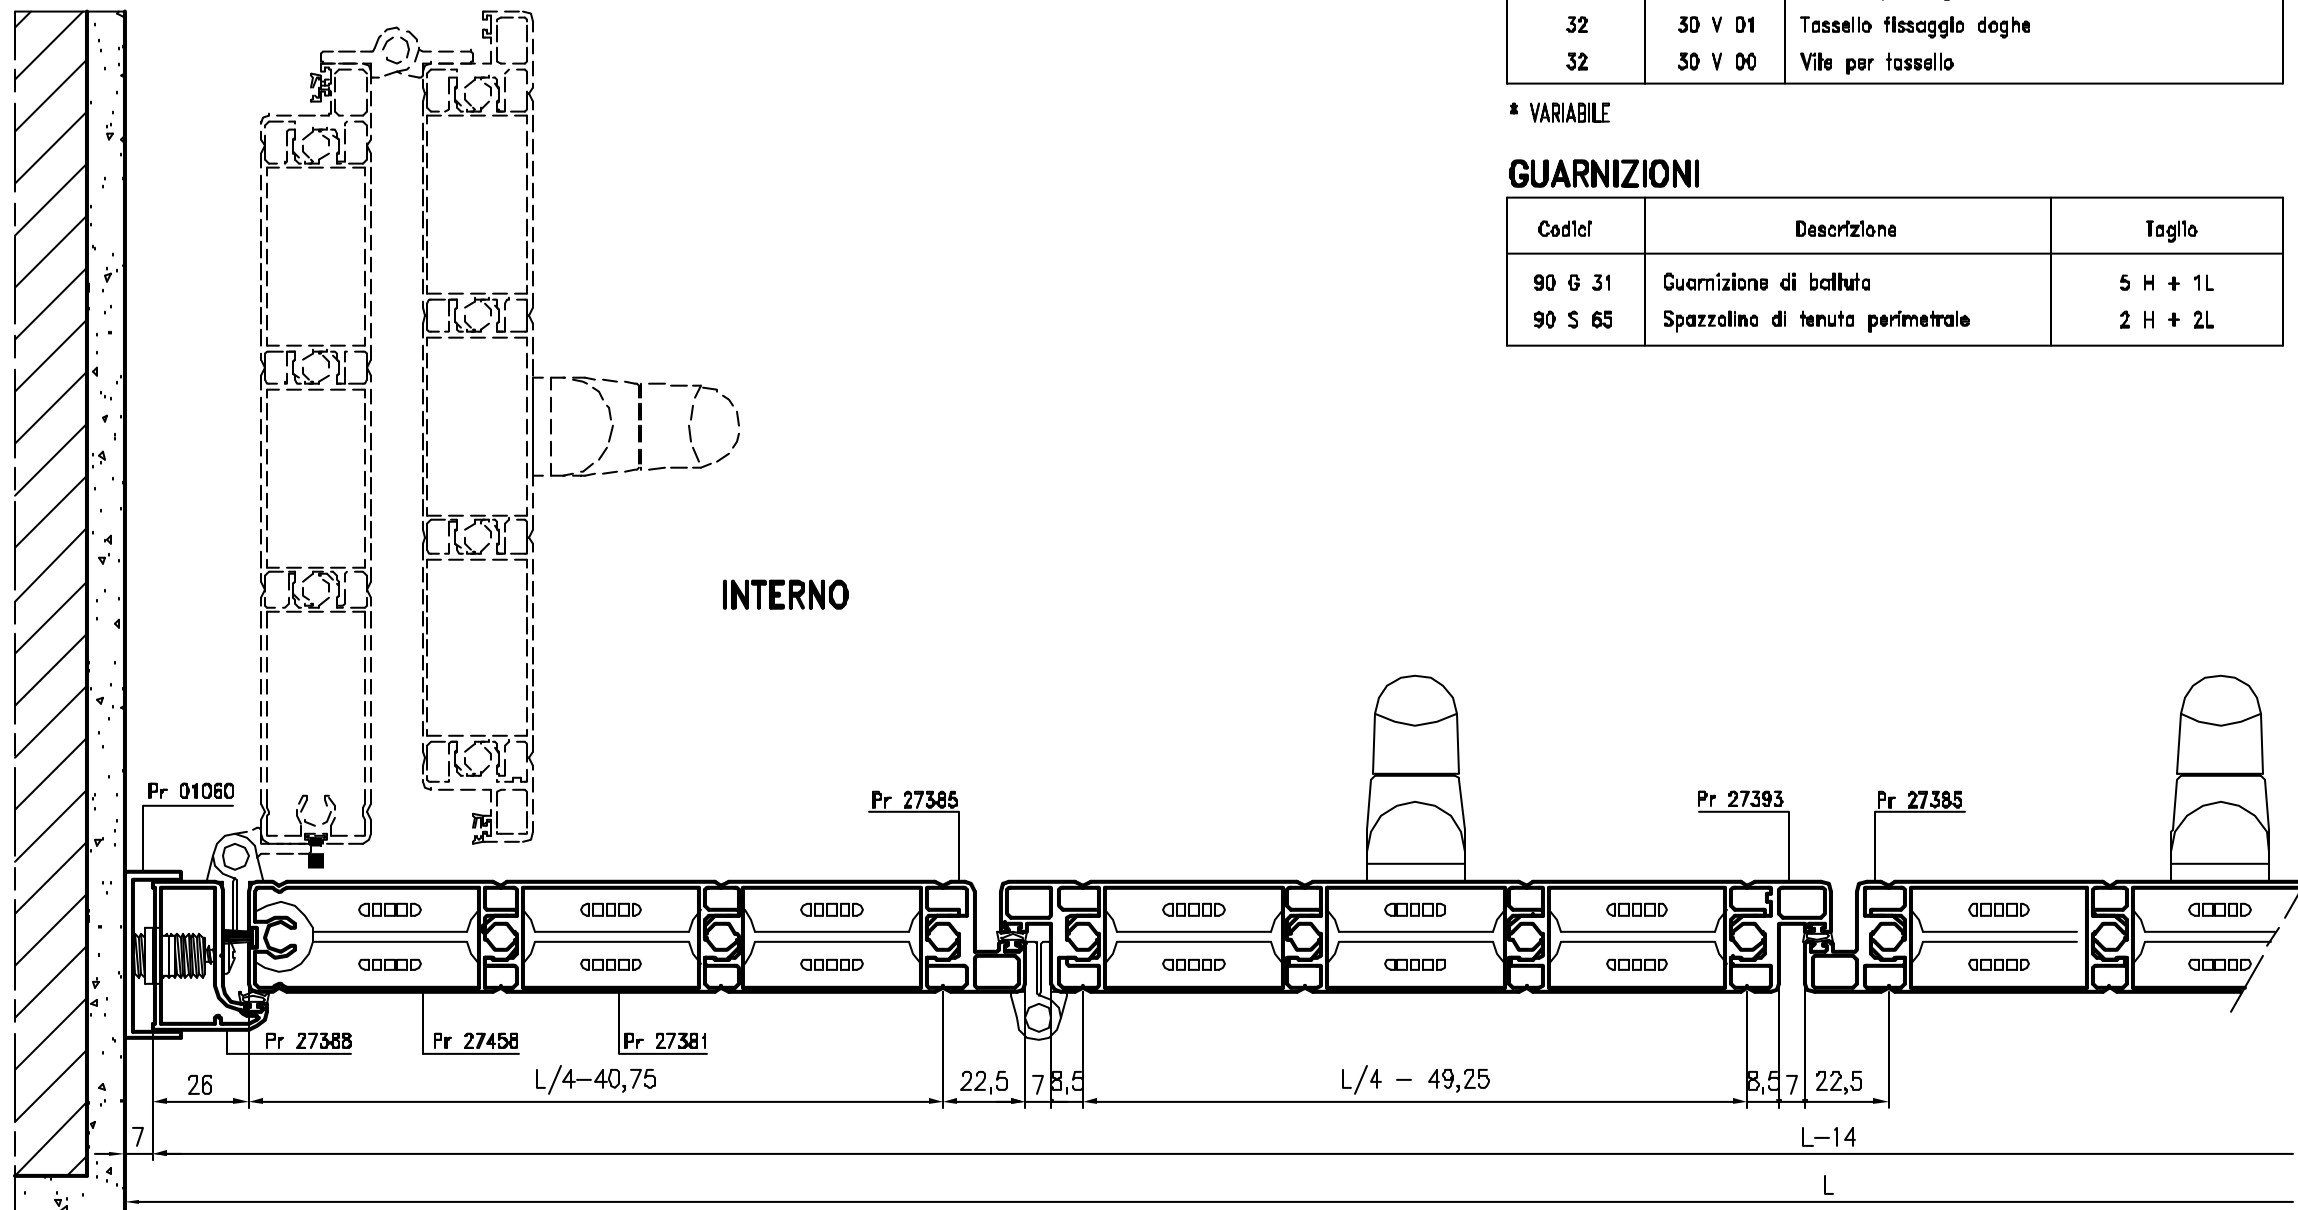 32 30 V 01 Tassello fissaggio doghe
32 30 V 00 Vite per tassello
* VARIABILE
GUARNIZIONI
Codici Descrizione Taglio
90 G 31 Guarnizione di battuta 5 H + 1L
90 S 65 Spazzolino di tenuta perimetrale 2 H + 2L
INTERNO
Pr 01060
Pr 27385
Pr 27393
Pr 27385
Pr 27388
Pr 27458
Pr 27381
26
L/4-40,75
22,5
7
8,5
L/4 - 49,25
8,5
7
22,5
7
L-14
L